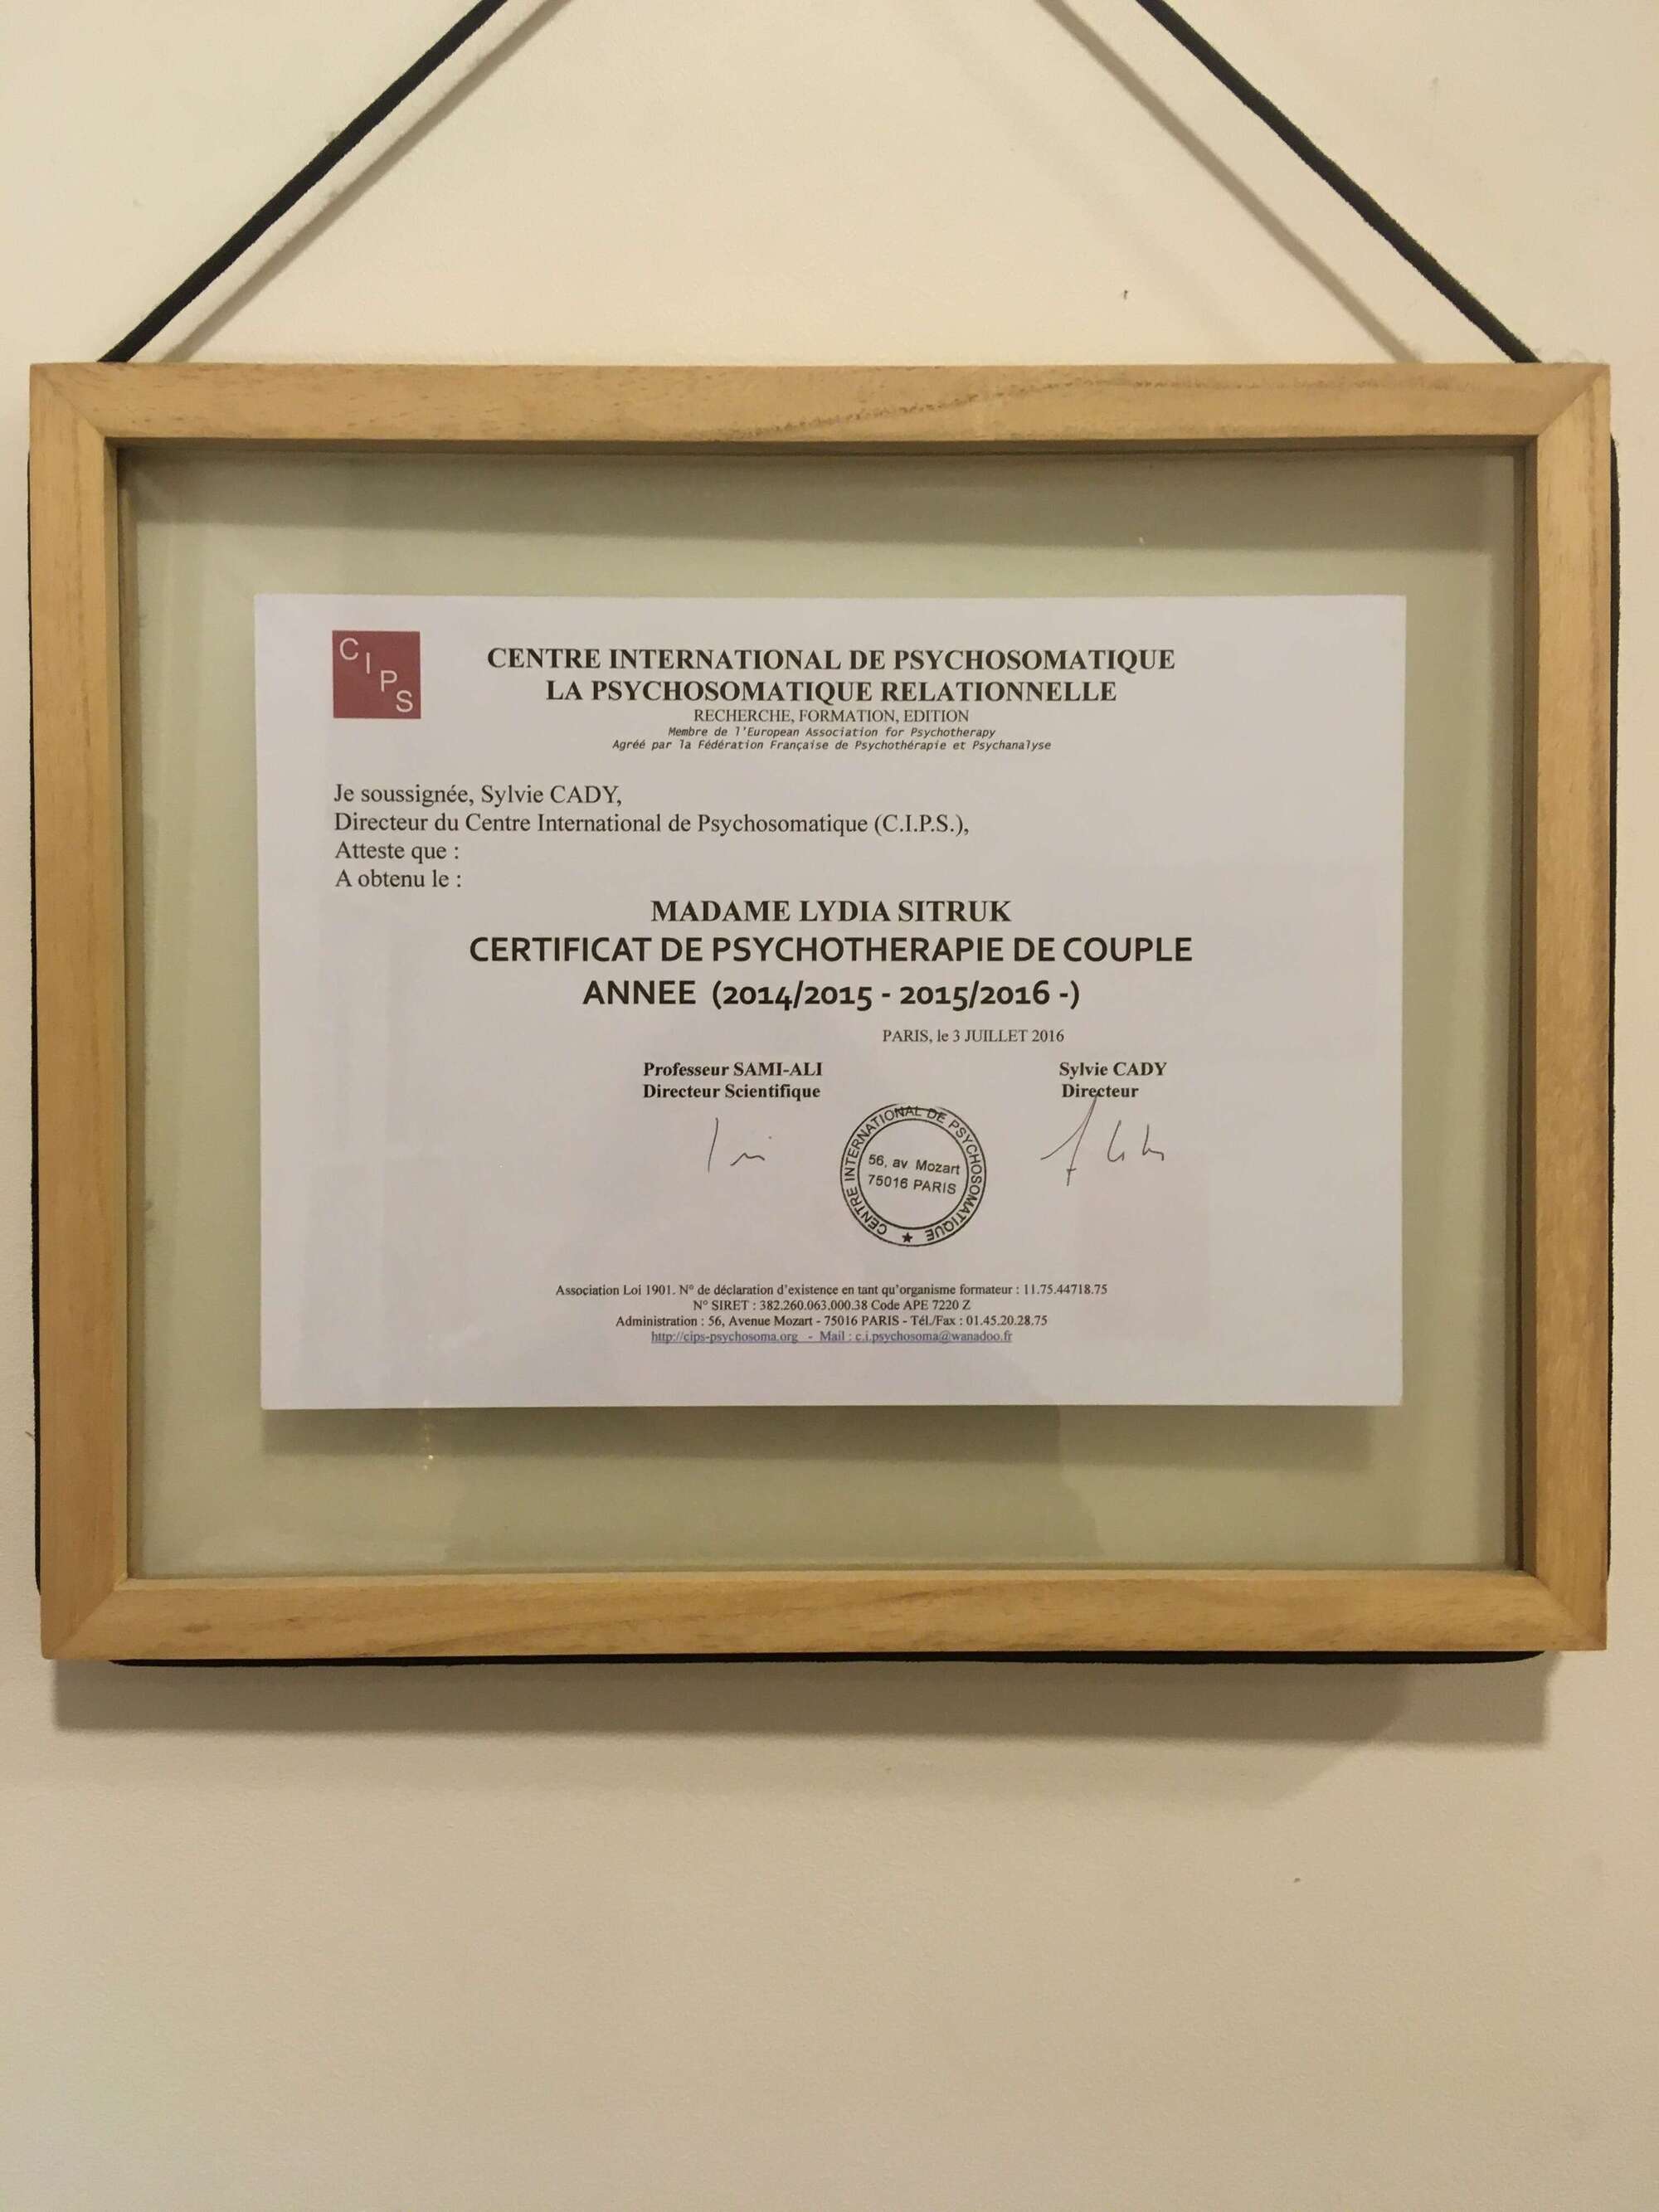 CIPS
CENTRE INTERNATIONAL DE PSYCHOSOMATIQUE
LA PSYCHOSOMATIQUE RELATIONNELLE
RECHERCHE, FORMATION, EDITION
Membre de l'European Association for Psychotherapy
Agréé par la Fédération Française de Psychothérapie et Psychanalyse
Je soussignée, Sylvie CADY,
Directeur du Centre International de Psychosomatique (C.I.P.S.),
Atteste que :
A obtenu le :
MADAME LYDIA SITRUK
CERTIFICAT DE PSYCHOTHERAPIE DE COUPLE
ANNEE (2014/2015 - 2015/2016 -)
PARIS, le 3 JUILLET 2016
Professeur SAMI-ALI
Directeur Scientifique
Sylvie CADY
Directeur
CENTRE INTERNATIONAL DE PSYCHOSOMATIQUE ★
56, av Mozart
75016 PARIS
Association Loi 1901. N° de déclaration d'existence en tant qu'organisme formateur : 11.75.44718.75
N° SIRET : 382.260.063.000.38 Code APE 7220 Z
Administration : 56, Avenue Mozart - 75016 PARIS - Tél./Fax : 01.45.20.28.75
http://cips-psychosoma.org - Mail : c.i.psychosoma@wanadoo.fr